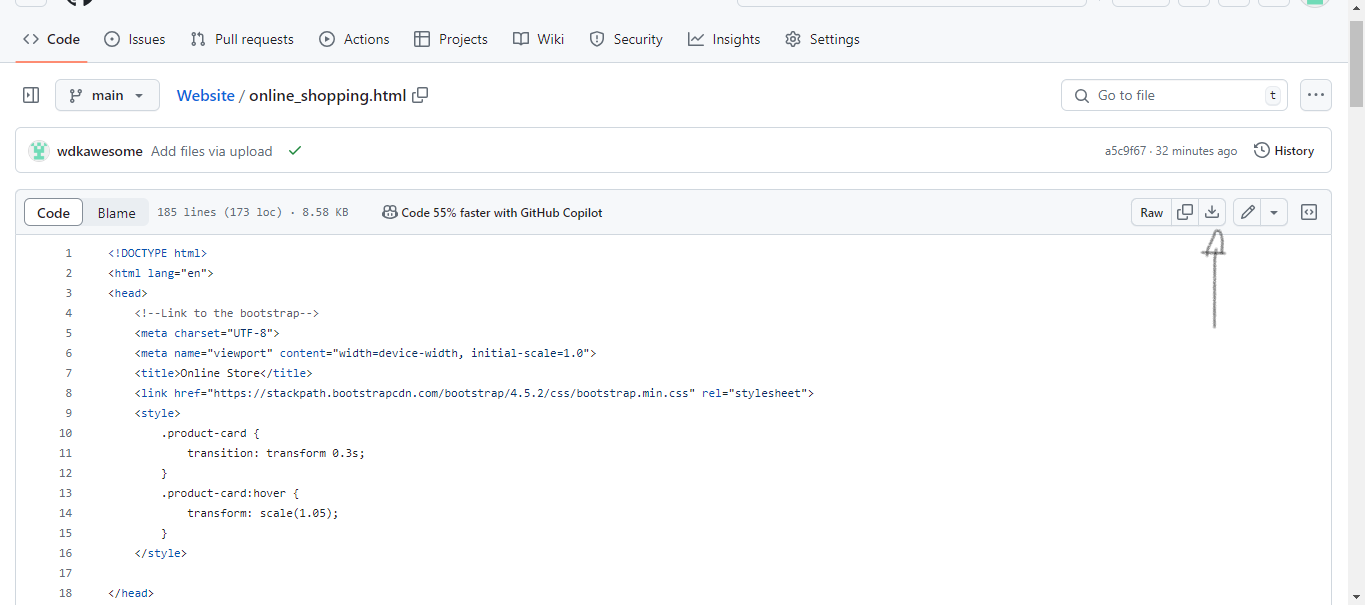 Code Issues Pull requests Actions Projects Wiki Security Insights Settings
main Website / online_shopping.html Go to file t
wdkawesome Add files via upload a5c9f67 · 32 minutes ago History
Code Blame 185 lines (173 loc) · 8.58 KB Code 55% faster with GitHub Copilot Raw
1 <!DOCTYPE html>
2 <html lang="en">
3 <head>
4 <!--Link to the bootstrap-->
5 <meta charset="UTF-8">
6 <meta name="viewport" content="width=device-width, initial-scale=1.0">
7 <title>Online Store</title>
8 <link href="https://stackpath.bootstrapcdn.com/bootstrap/4.5.2/css/bootstrap.min.css" rel="stylesheet">
9 <style>
10 .product-card {
11 transition: transform 0.3s;
12 }
13 .product-card:hover {
14 transform: scale(1.05);
15 }
16 </style>
17
18 </head>